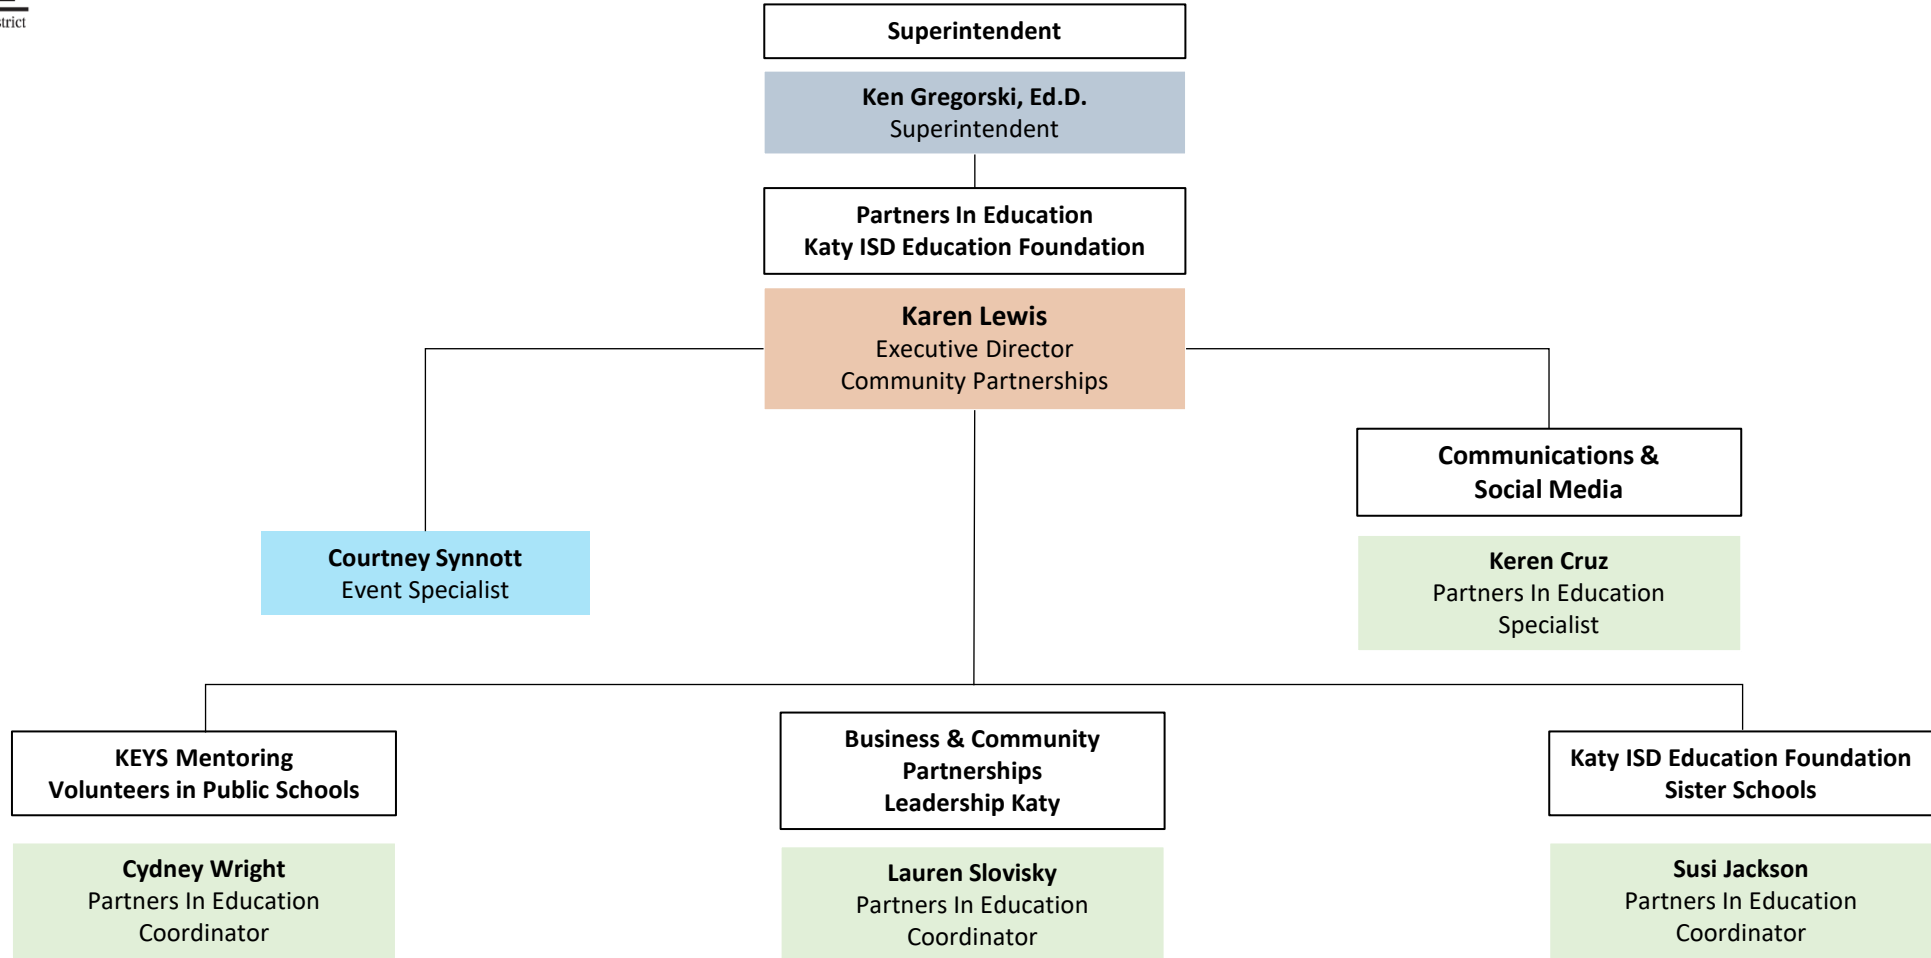 Superintendent
Ken Gregorski, Ed.D.
Superintendent
Partners In Education
Katy ISD Education Foundation
Karen Lewis
Executive Director
Community Partnerships
Communications &
Social Media
Courtney Synnott
Event Specialist
Keren Cruz
Partners In Education
Specialist
KEYS Mentoring
Volunteers in Public Schools
Cydney Wright
Partners In Education
Coordinator
Business & Community
Partnerships
Leadership Katy
Lauren Slovisky
Partners In Education
Coordinator
Katy ISD Education Foundation
Sister Schools
Susi Jackson
Partners In Education
Coordinator